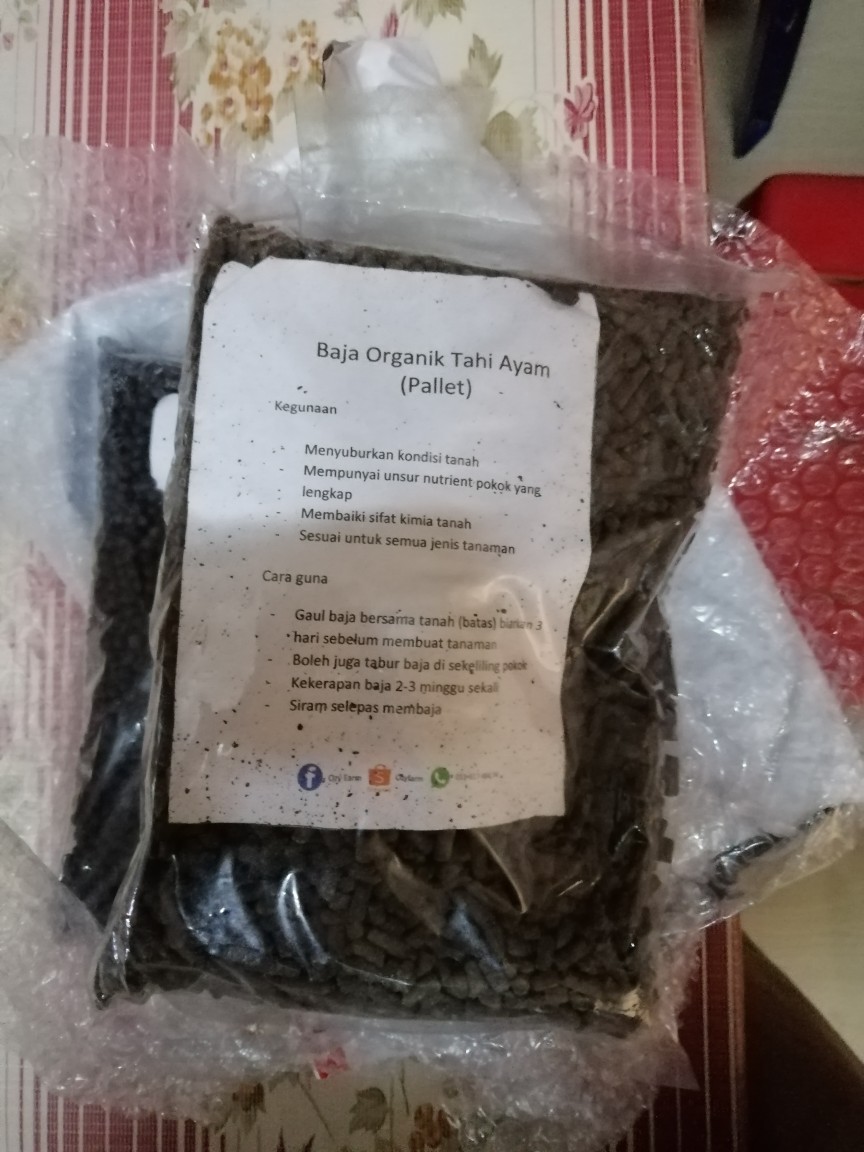 Baja Organik Tahi Ayam
(Pallet)
Kegunaan
- Menyuburkan kondisi tanah
- Mempunyai unsur nutrient pokok yang
lengkap
- Membaiki sifat kimia tanah
- Sesuai untuk semua jenis tanaman
Cara guna
- Gaul baja bersama tanah (batas) biarkan 3
hari sebelum membuat tanaman
- Boleh juga tabur baja di sekeliling pokok
- Kekerapan baja 2-3 minggu sekali
- Siram selepas membaja